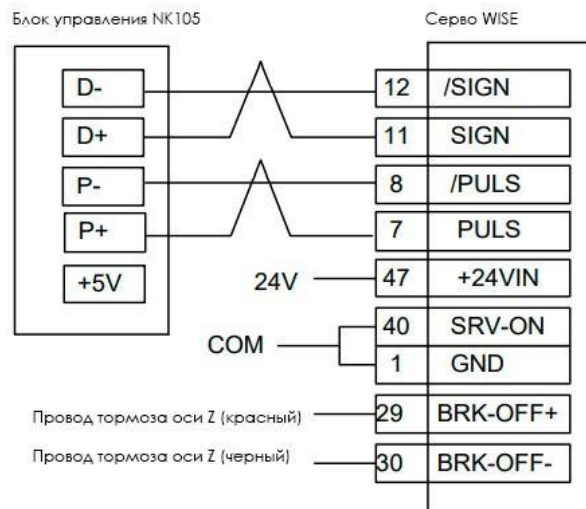 Блок управления NK105 Серво WISE
D- 12 /SIGN
D+ 11 SIGN
P- 8 /PULS
P+ 7 PULS
+5V 24V 47 +24VIN
COM 40 SRV-ON
1 GND
Провод тормоза оси Z (красный) 29 BRK-OFF+
Провод тормоза оси Z (черный) 30 BRK-OFF-